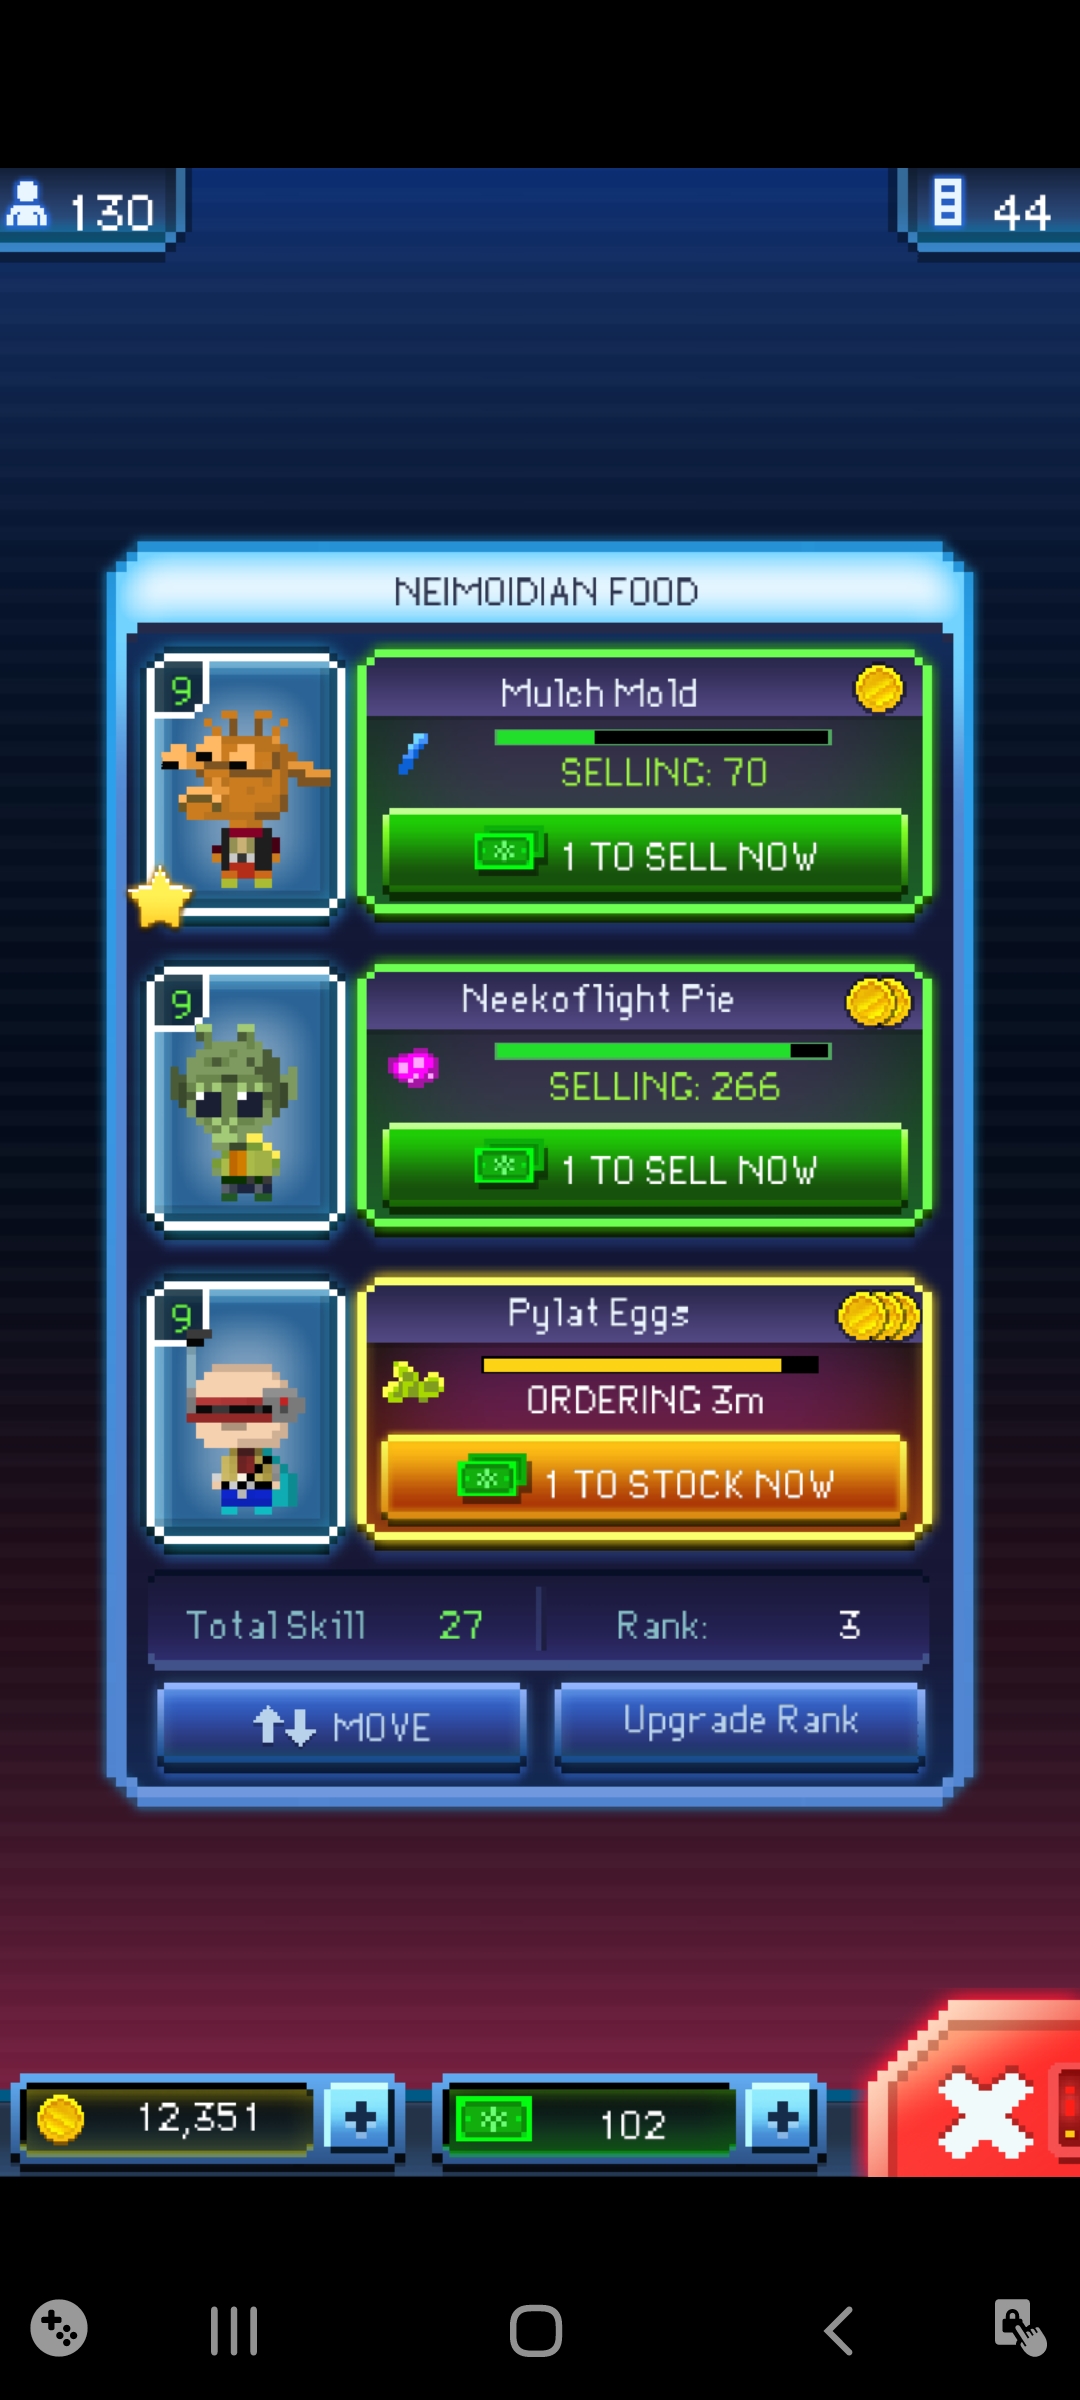 130
44
NEIMOIDIAN FOOD
9
Mulch Mold
SELLING: 70
1 TO SELL NOW
9
Neekoflight Pie
SELLING: 266
1 TO SELL NOW
9
Pylat Eggs
ORDERING 3m
1 TO STOCK NOW
Total Skill 27
Rank: 3
MOVE
Upgrade Rank
12,351
102